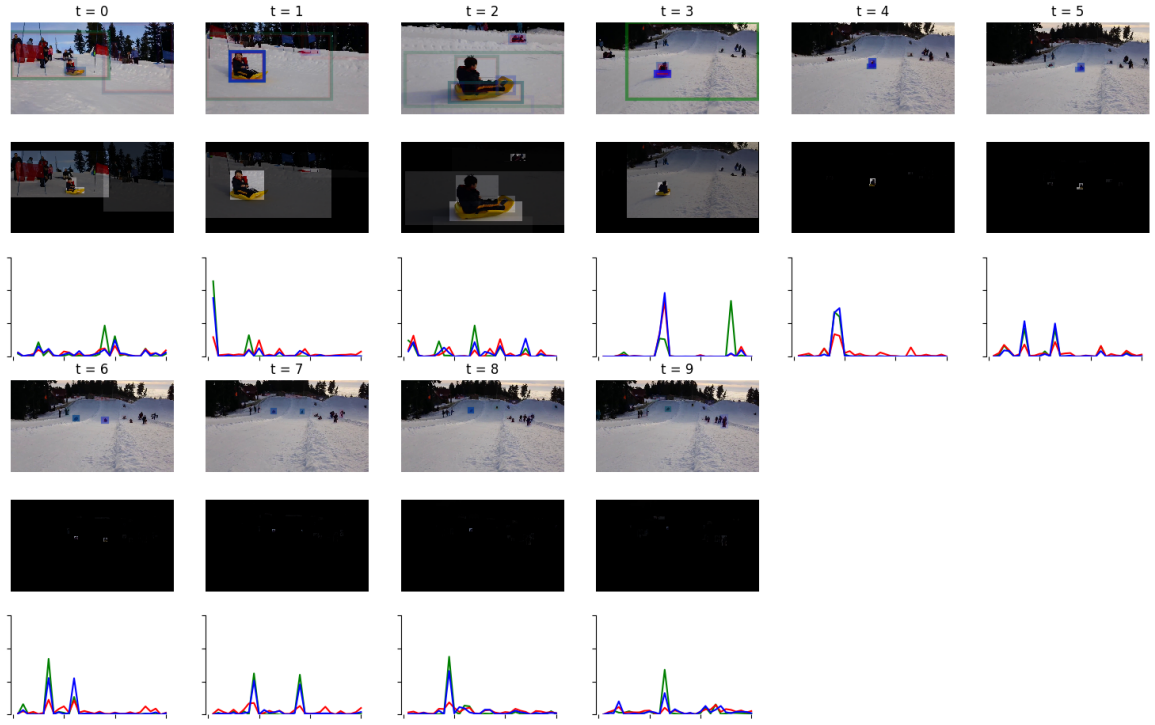 t = 0 t = 1 t = 2 t = 3 t = 4 t = 5
t = 6 t = 7 t = 8 t = 9